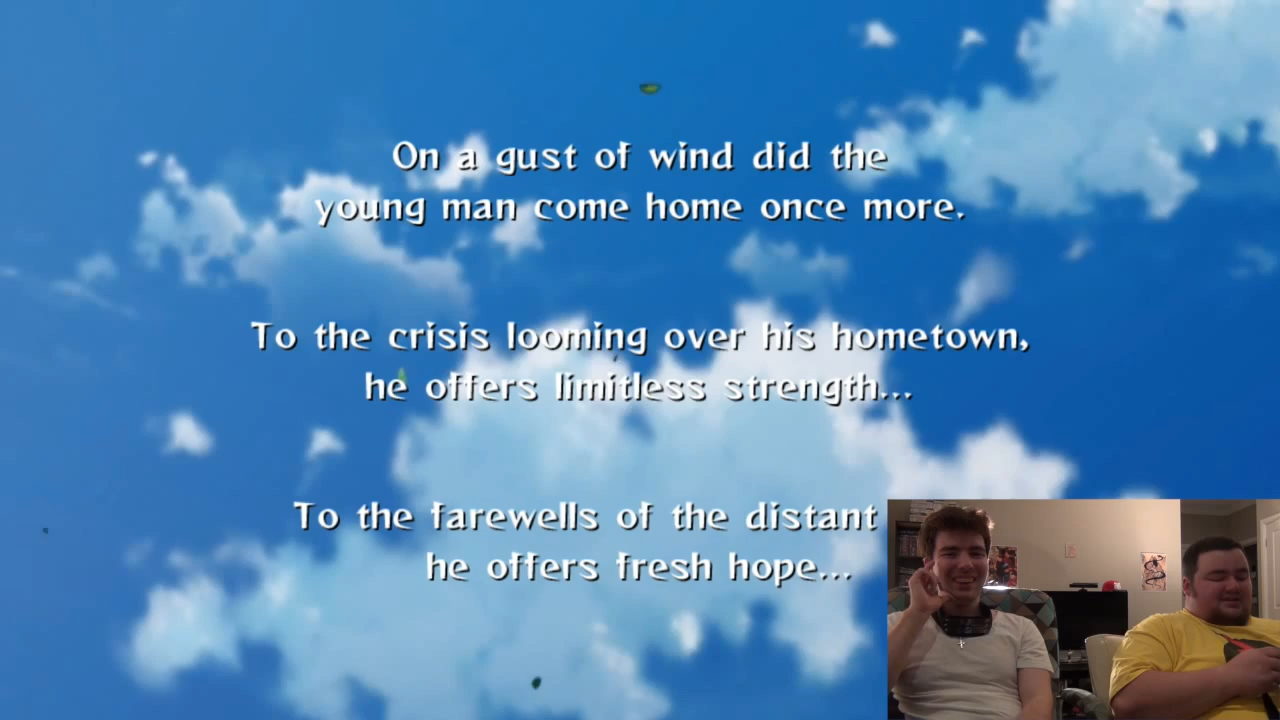 On a gust of wind did the
young man come home once more.
To the crisis looming over his hometown,
he offers limitless strength...
To the farewells of the distant
he offers fresh hope...